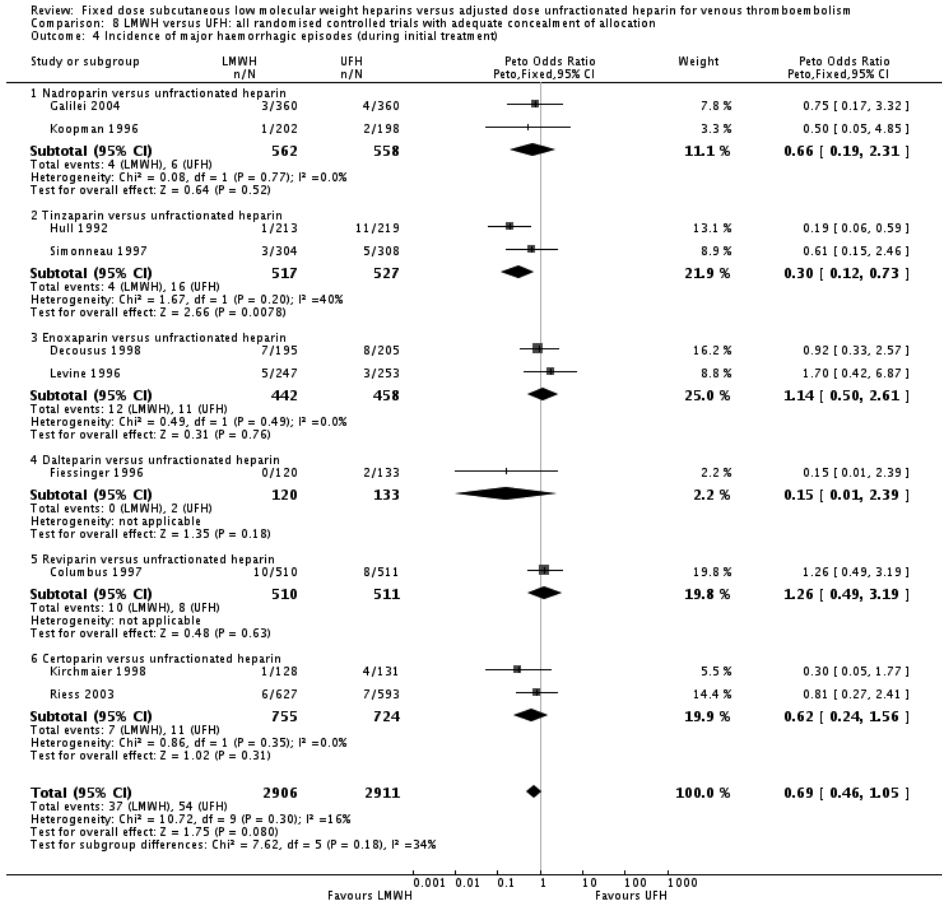 Review: Fixed dose subcutaneous low molecular weight heparins versus adjusted dose unfractionated heparin for venous thromboembolism
Comparison: 8 LMWH versus UFH: all randomised controlled trials with adequate concealment of allocation
Outcome: 4 Incidence of major haemorrhagic episodes (during initial treatment)
Study or subgroup LMWH UFH Peto Odds Ratio Weight Peto Odds Ratio
n/N n/N Peto,Fixed,95% CI Peto,Fixed,95% CI
1 Nadroparin versus unfractionated heparin
Galilei 2004 3/360 4/360 7.8 % 0.75 [ 0.17, 3.32 ]
Koopman 1996 1/202 2/198 3.3 % 0.50 [ 0.05, 4.85 ]
Subtotal (95% CI) 562 558 11.1 % 0.66 [ 0.19, 2.31 ]
Total events: 4 (LMWH), 6 (UFH)
Heterogeneity: Chi² = 0.08, df = 1 (P = 0.77); I² =0.0%
Test for overall effect: Z = 0.64 (P = 0.52)
2 Tinzaparin versus unfractionated heparin
Hull 1992 1/213 11/219 13.1 % 0.19 [ 0.06, 0.59 ]
Simonneau 1997 3/304 5/308 8.9 % 0.61 [ 0.15, 2.46 ]
Subtotal (95% CI) 517 527 21.9 % 0.30 [ 0.12, 0.73 ]
Total events: 4 (LMWH), 16 (UFH)
Heterogeneity: Chi² = 1.67, df = 1 (P = 0.20); I² =40%
Test for overall effect: Z = 2.66 (P = 0.0078)
3 Enoxaparin versus unfractionated heparin
Decousus 1998 7/195 8/205 16.2 % 0.92 [ 0.33, 2.57 ]
Levine 1996 5/247 3/253 8.8 % 1.70 [ 0.42, 6.87 ]
Subtotal (95% CI) 442 458 25.0 % 1.14 [ 0.50, 2.61 ]
Total events: 12 (LMWH), 11 (UFH)
Heterogeneity: Chi² = 0.49, df = 1 (P = 0.49); I² =0.0%
Test for overall effect: Z = 0.31 (P = 0.76)
4 Dalteparin versus unfractionated heparin
Fiessinger 1996 0/120 2/133 2.2 % 0.15 [ 0.01, 2.39 ]
Subtotal (95% CI) 120 133 2.2 % 0.15 [ 0.01, 2.39 ]
Total events: 0 (LMWH), 2 (UFH)
Heterogeneity: not applicable
Test for overall effect: Z = 1.35 (P = 0.18)
5 Reviparin versus unfractionated heparin
Columbus 1997 10/510 8/511 19.8 % 1.26 [ 0.49, 3.19 ]
Subtotal (95% CI) 510 511 19.8 % 1.26 [ 0.49, 3.19 ]
Total events: 10 (LMWH), 8 (UFH)
Heterogeneity: not applicable
Test for overall effect: Z = 0.48 (P = 0.63)
6 Certoparin versus unfractionated heparin
Kirchmaier 1998 1/128 4/131 5.5 % 0.30 [ 0.05, 1.77 ]
Riess 2003 6/627 7/593 14.4 % 0.81 [ 0.27, 2.41 ]
Subtotal (95% CI) 755 724 19.9 % 0.62 [ 0.24, 1.56 ]
Total events: 7 (LMWH), 11 (UFH)
Heterogeneity: Chi² = 0.86, df = 1 (P = 0.35); I² =0.0%
Test for overall effect: Z = 1.02 (P = 0.31)
Total (95% CI) 2906 2911 100.0 % 0.69 [ 0.46, 1.05 ]
Total events: 37 (LMWH), 54 (UFH)
Heterogeneity: Chi² = 10.72, df = 9 (P = 0.30); I² =16%
Test for overall effect: Z = 1.75 (P = 0.080)
Test for subgroup differences: Chi² = 7.62, df = 5 (P = 0.18), I² =34%
0.001 0.01 0.1 1 10 100 1000
Favours LMWH Favours UFH